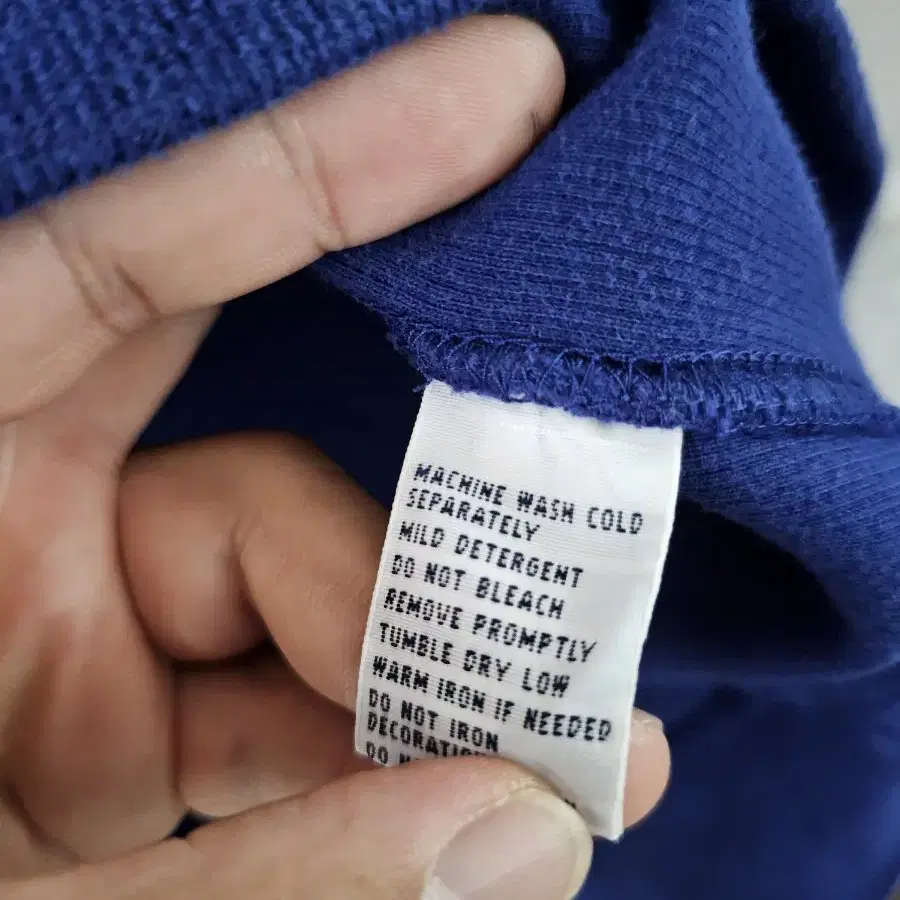 MACHINE WASH COLD
SEPARATELY
MILD DETERGENT
DO NOT BLEACH
REMOVE PROMPTLY
TUMBLE DRY LOW
WARM IRON IF NEEDED
DO NOT IRON
DO